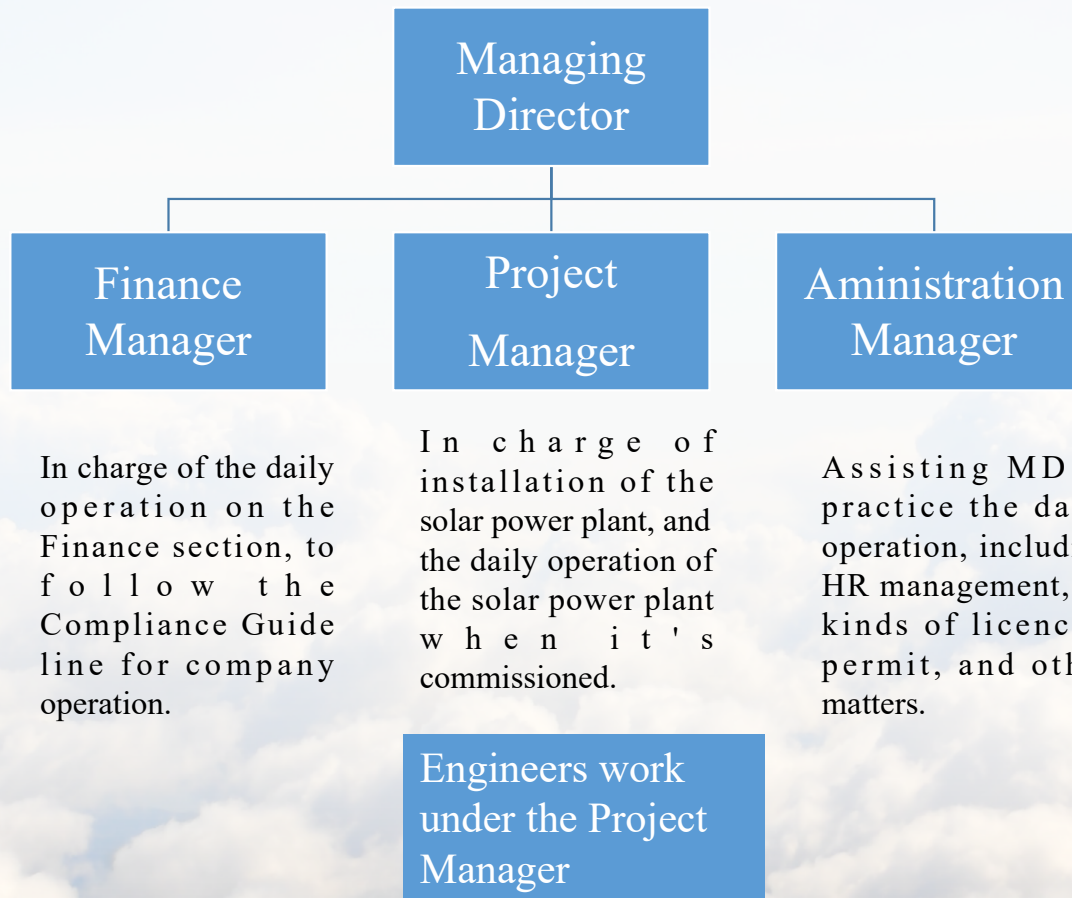 Managing
Director
Finance
Manager
Project
Manager
Aministration
Manager
In charge of the daily
operation on the
Finance section, to
follow the
Compliance Guide
line for company
operation.
In charge of
installation of the
solar power plant, and
the daily operation of
the solar power plant
when it's
commissioned.
Assisting MD
practice the
operation,
HR management,
kinds of
permit, and
matters.
Engineers work
under the Project
Manager